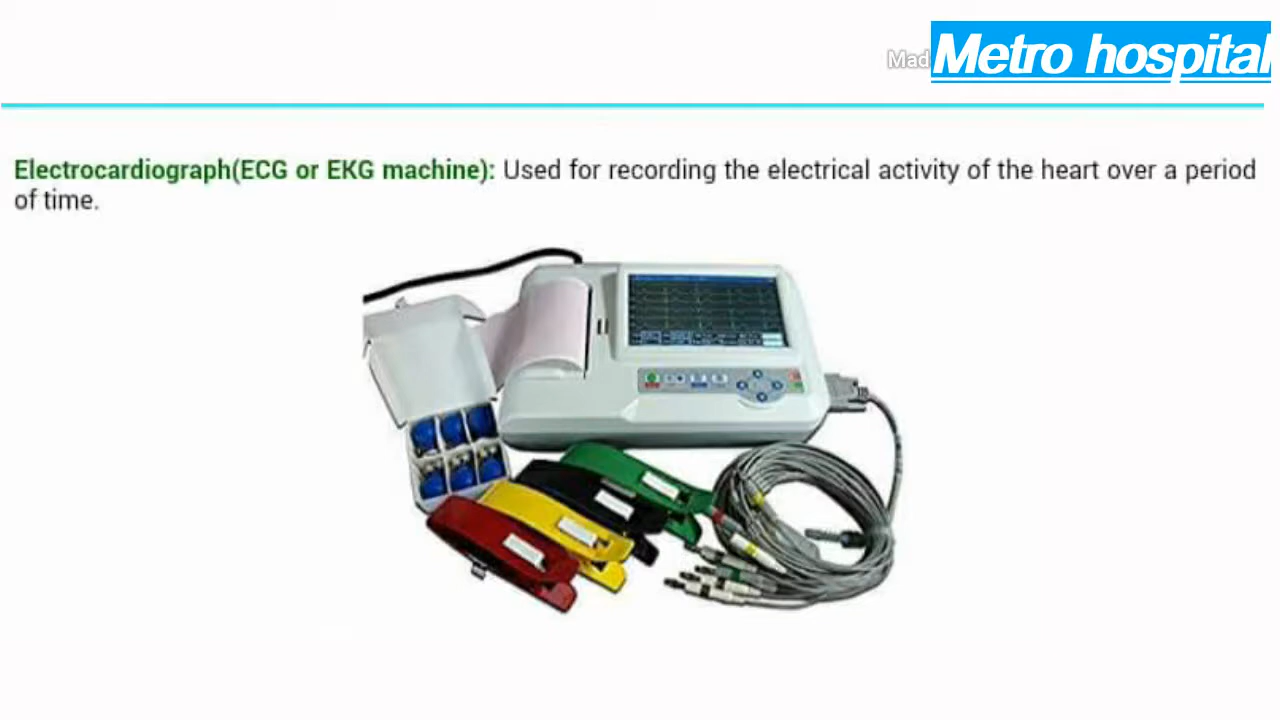 Mad
Metro hospital
Electrocardiograph(ECG or EKG machine): Used for recording the electrical activity of the heart over a period
of time.